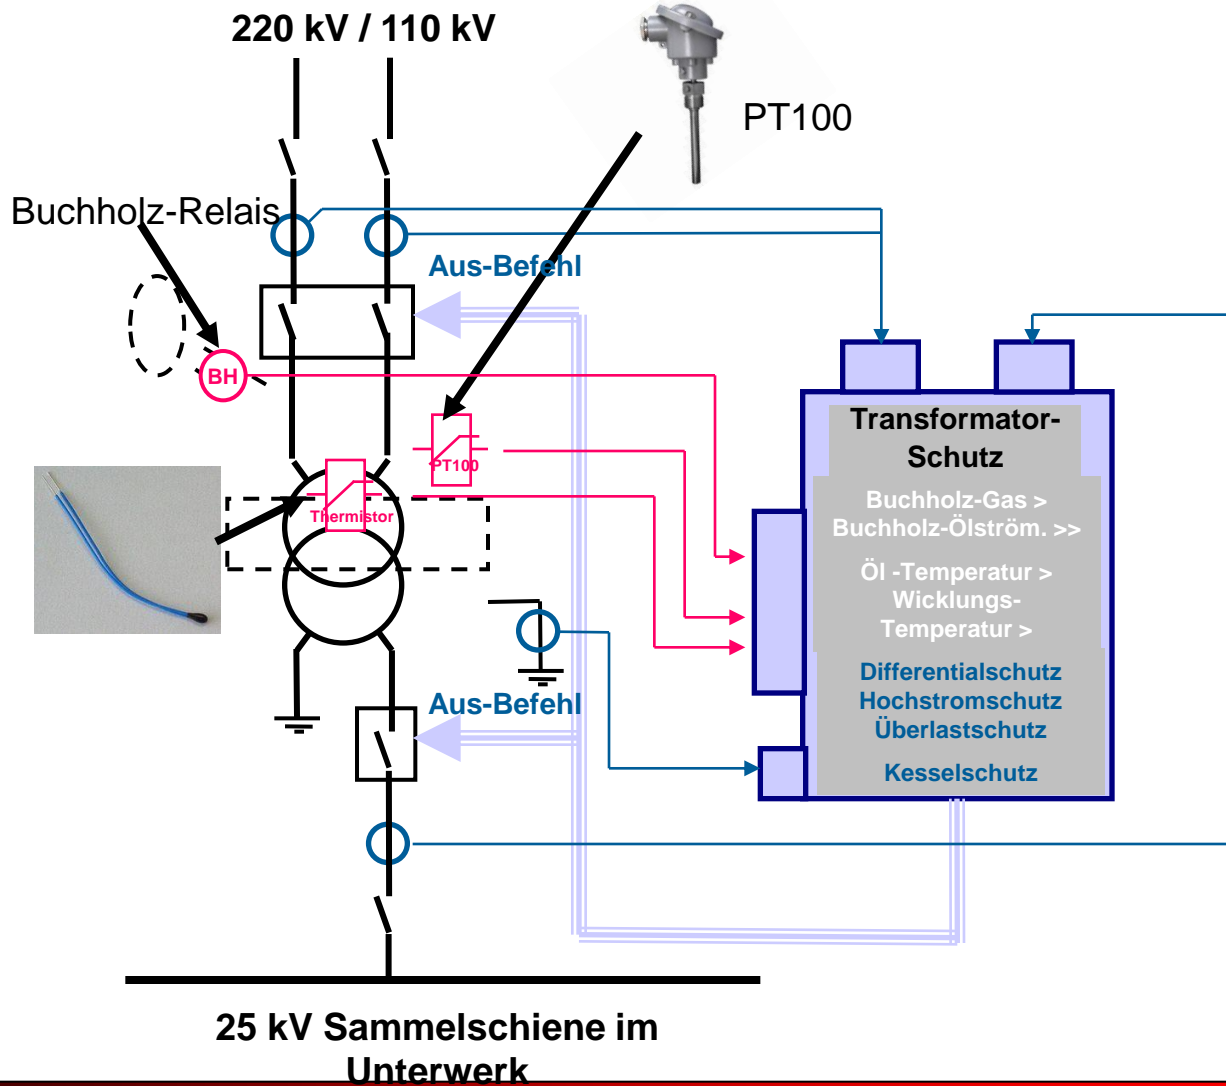 220 kV / 110 kV
PT100
Buchholz-Relais
Aus-Befehl
BH
PT100
Thermistor
Transformator-
Schutz
Buchholz-Gas >
Buchholz-Ölström. >>
Öl -Temperatur >
Wicklungs-
Temperatur >
Differentialschutz
Hochstromschutz
Überlastschutz
Kesselschutz
Aus-Befehl
25 kV Sammelschiene im
Unterwerk